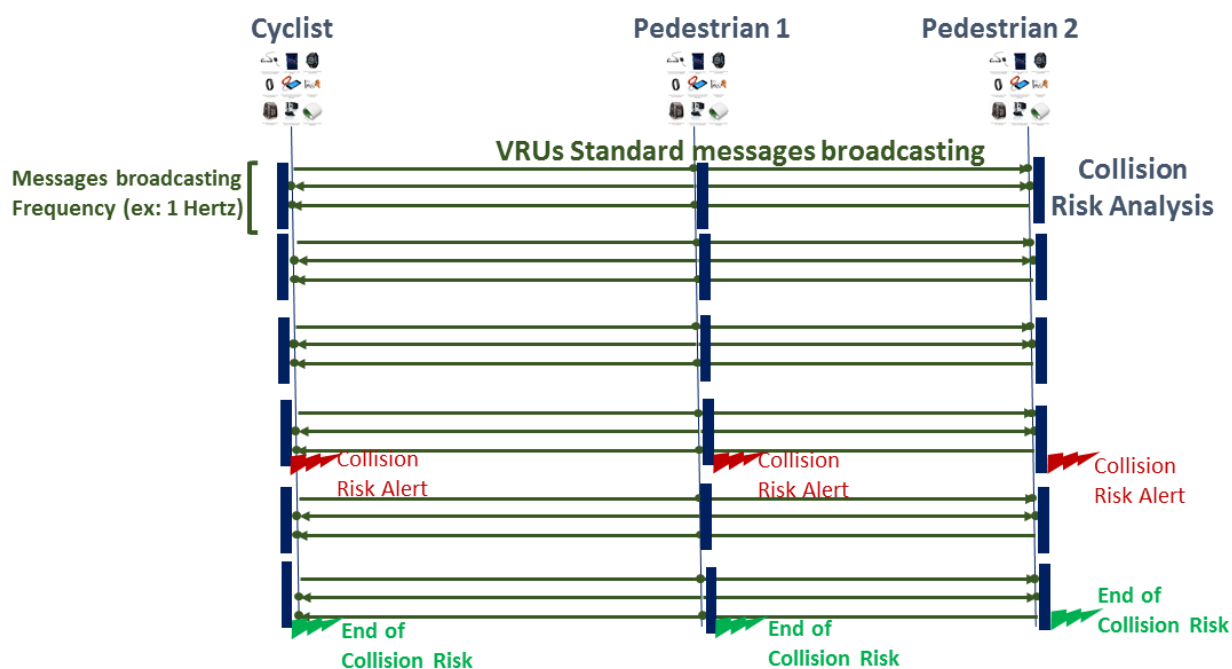 Cyclist
Pedestrian 1
Pedestrian 2
VRUs Standard messages broadcasting
Messages broadcasting
Frequency (ex: 1 Hertz)
Collision
Risk Analysis
Collision
Risk Alert
Collision
Risk Alert
Collision
Risk Alert
End of
Collision Risk
End of
Collision Risk
End of
Collision Risk